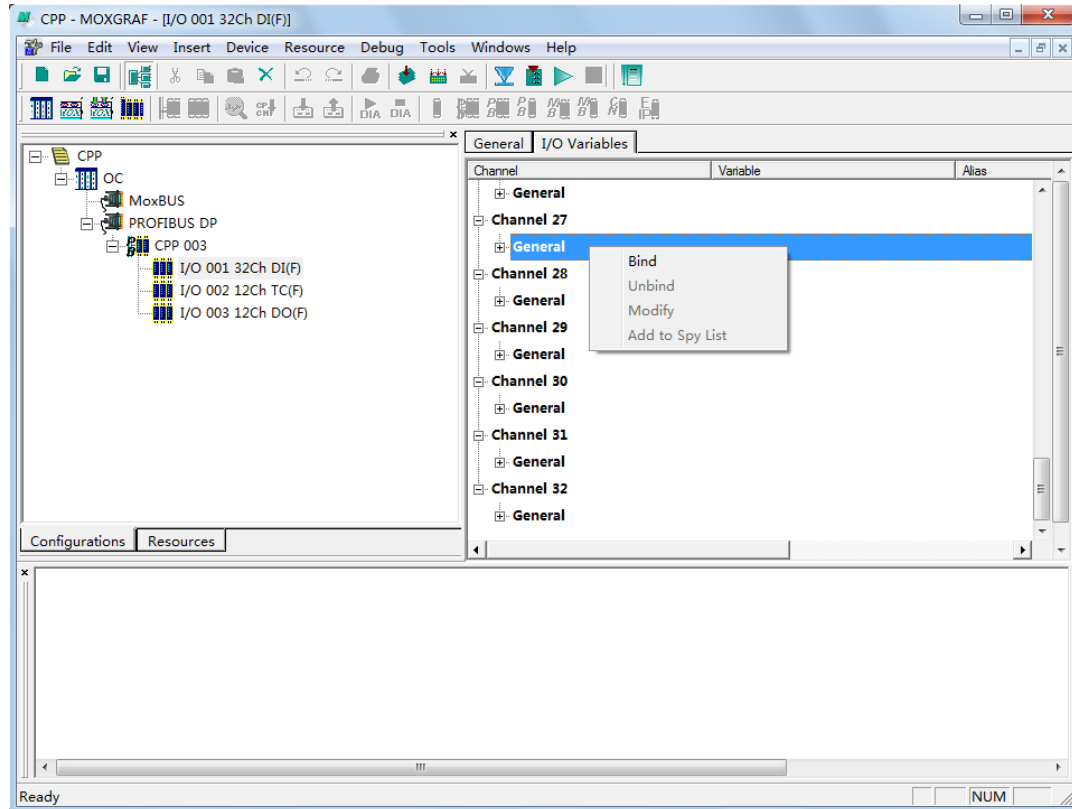 CPP - MOXGRAF - [I/O 001 32Ch DI(F)]
File Edit View Insert Device Resource Debug Tools Windows Help
CPP
OC
MoxBUS
PROFIBUS DP
CPP 003
I/O 001 32Ch DI(F)
I/O 002 12Ch TC(F)
I/O 003 12Ch DO(F)
Configurations Resources
General I/O Variables
Channel Variable Alias
General
Channel 27
General
Channel 28
General
Channel 29
General
Channel 30
General
Channel 31
General
Channel 32
General
Bind
Unbind
Modify
Add to Spy List
Ready NUM